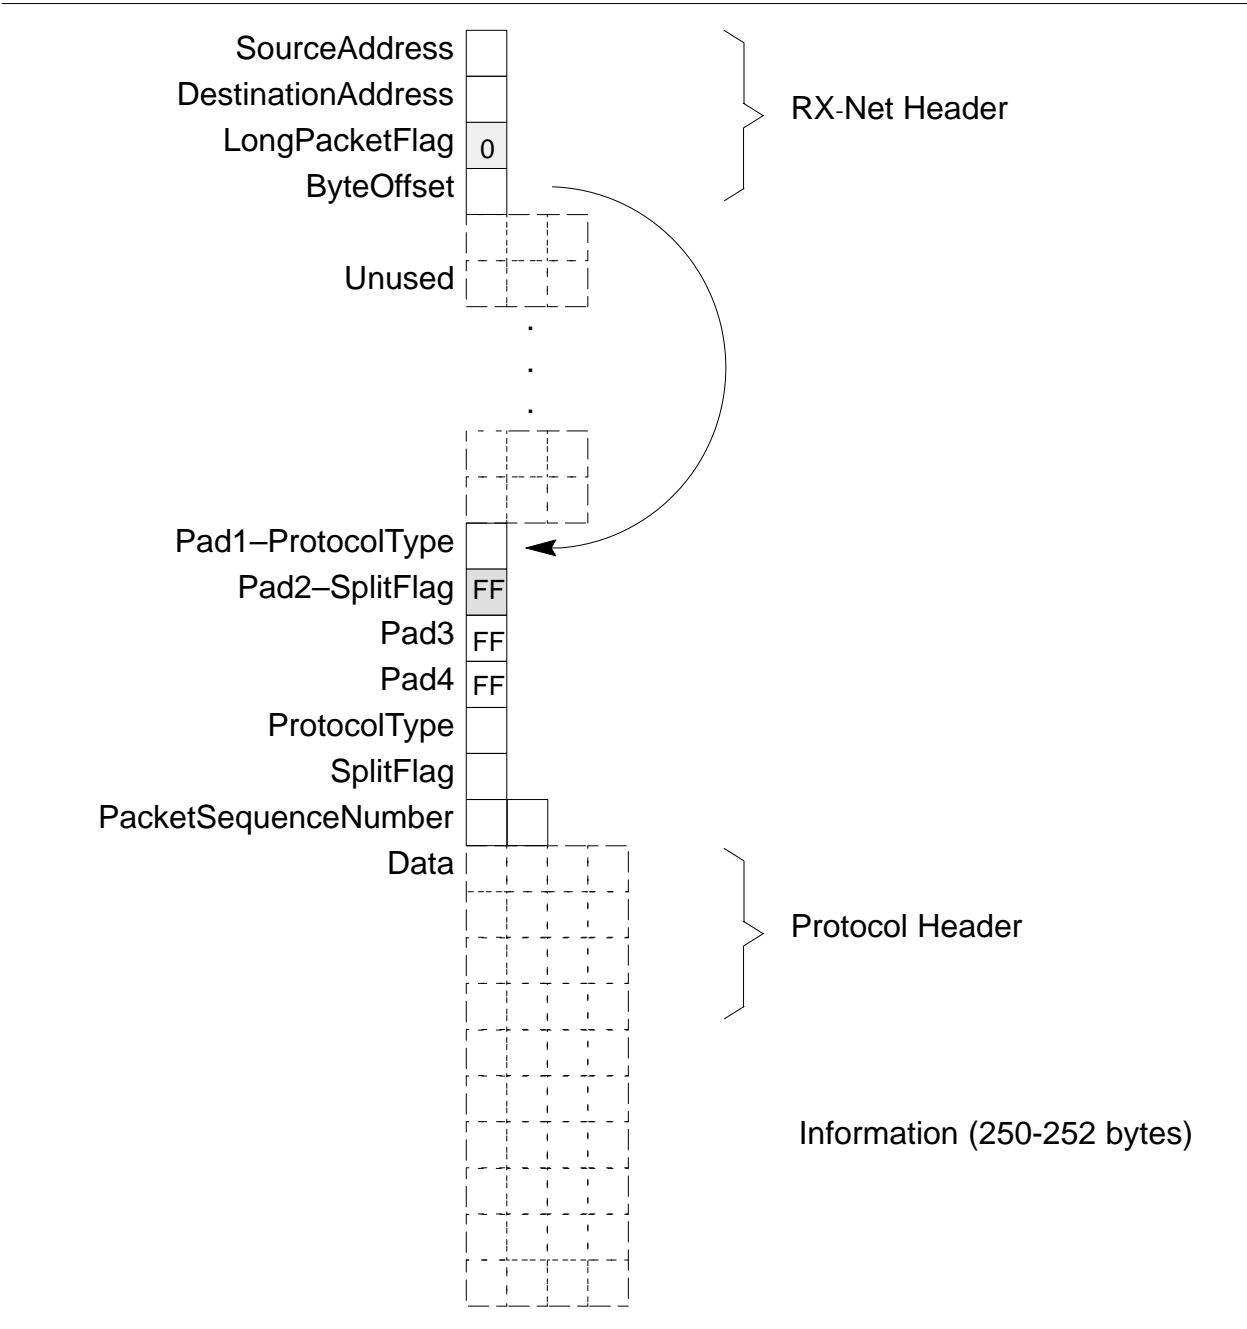 SourceAddress
DestinationAddress
RX-Net Header
LongPacketFlag 0
ByteOffset
Unused
.
.
.
Pad1–ProtocolType
Pad2–SplitFlag FF
Pad3 FF
Pad4 FF
ProtocolType
SplitFlag
PacketSequenceNumber
Data
Protocol Header
Information (250-252 bytes)